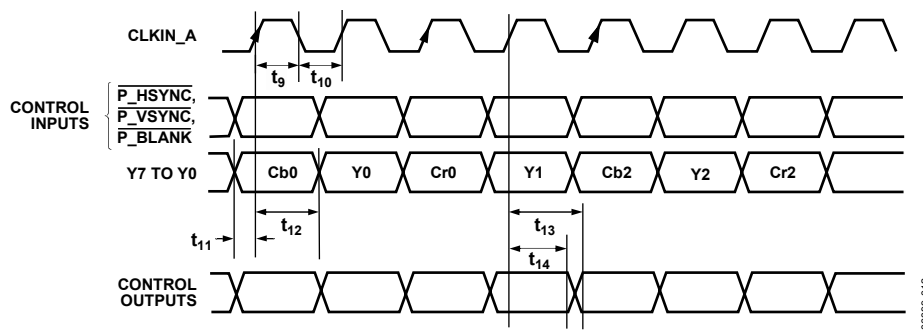 CLKIN_A
t9
t10
CONTROL
INPUTS
P_HSYNC,
P_VSYNC,
P_BLANK
Y7 TO Y0
Cb0
Y0
Cr0
Y1
Cb2
Y2
Cr2
t12
t13
t11
t14
CONTROL
OUTPUTS